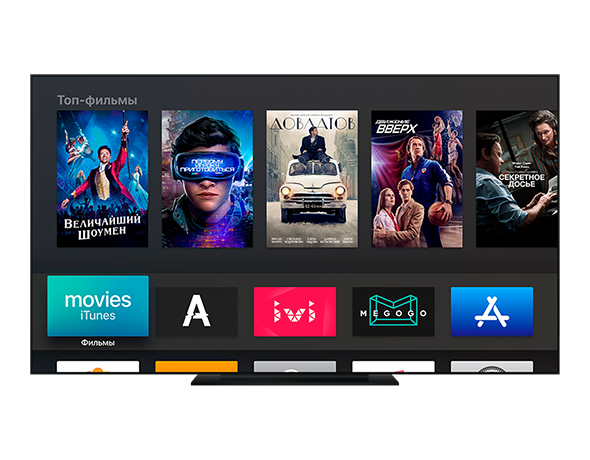 Топ-фильмы
ВЕЛИЧАЙШИЙ
ШОУМЕН
ПЕРВОМУ
ИГРОКУ
ПРИГОТОВИТЬСЯ
ДОВЛАТОВ
ДВИЖЕНИЕ
ВВЕРХ
СЕКРЕТНОЕ
ДОСЬЕ
movies
iTunes
A
ivi
MEGOGO
Фильмы